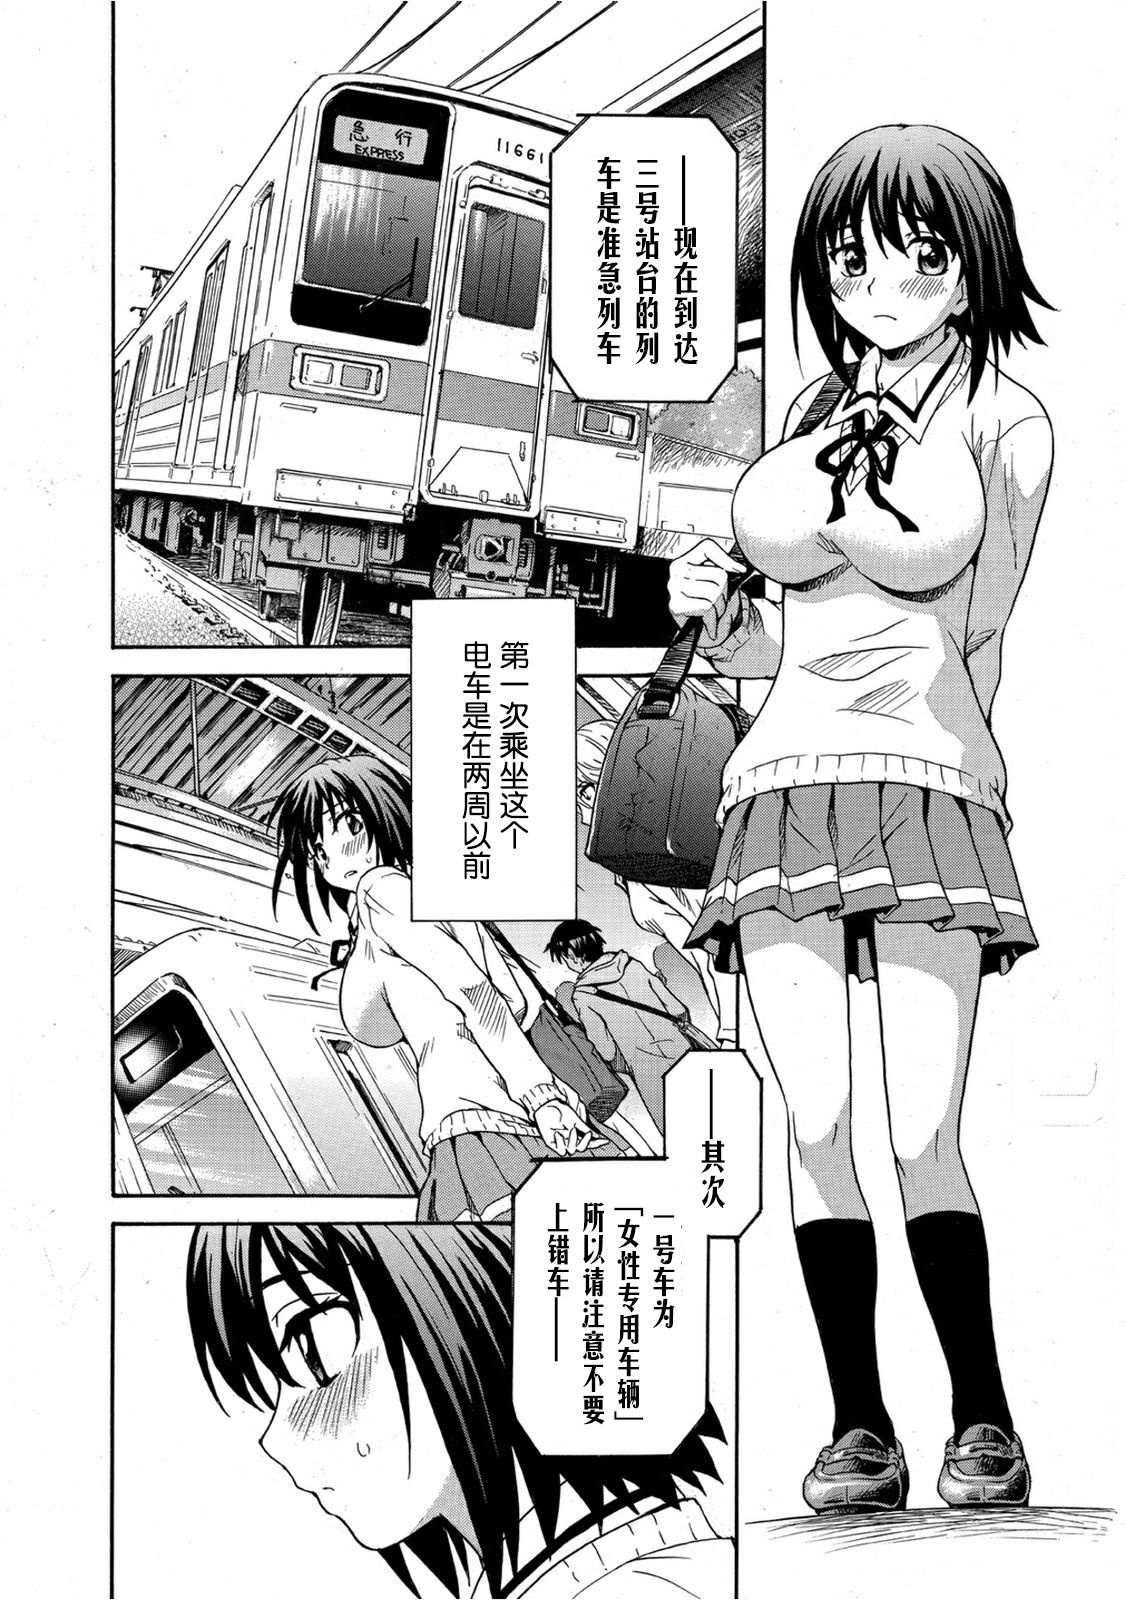 急行
EXPRESS
11661
——现在到达
三号站台的列
车是准急列车
第一次乘坐这个
电车是在两周以前
——其次
一号车为
「女性专用车辆」
所以请注意不要
上错车——